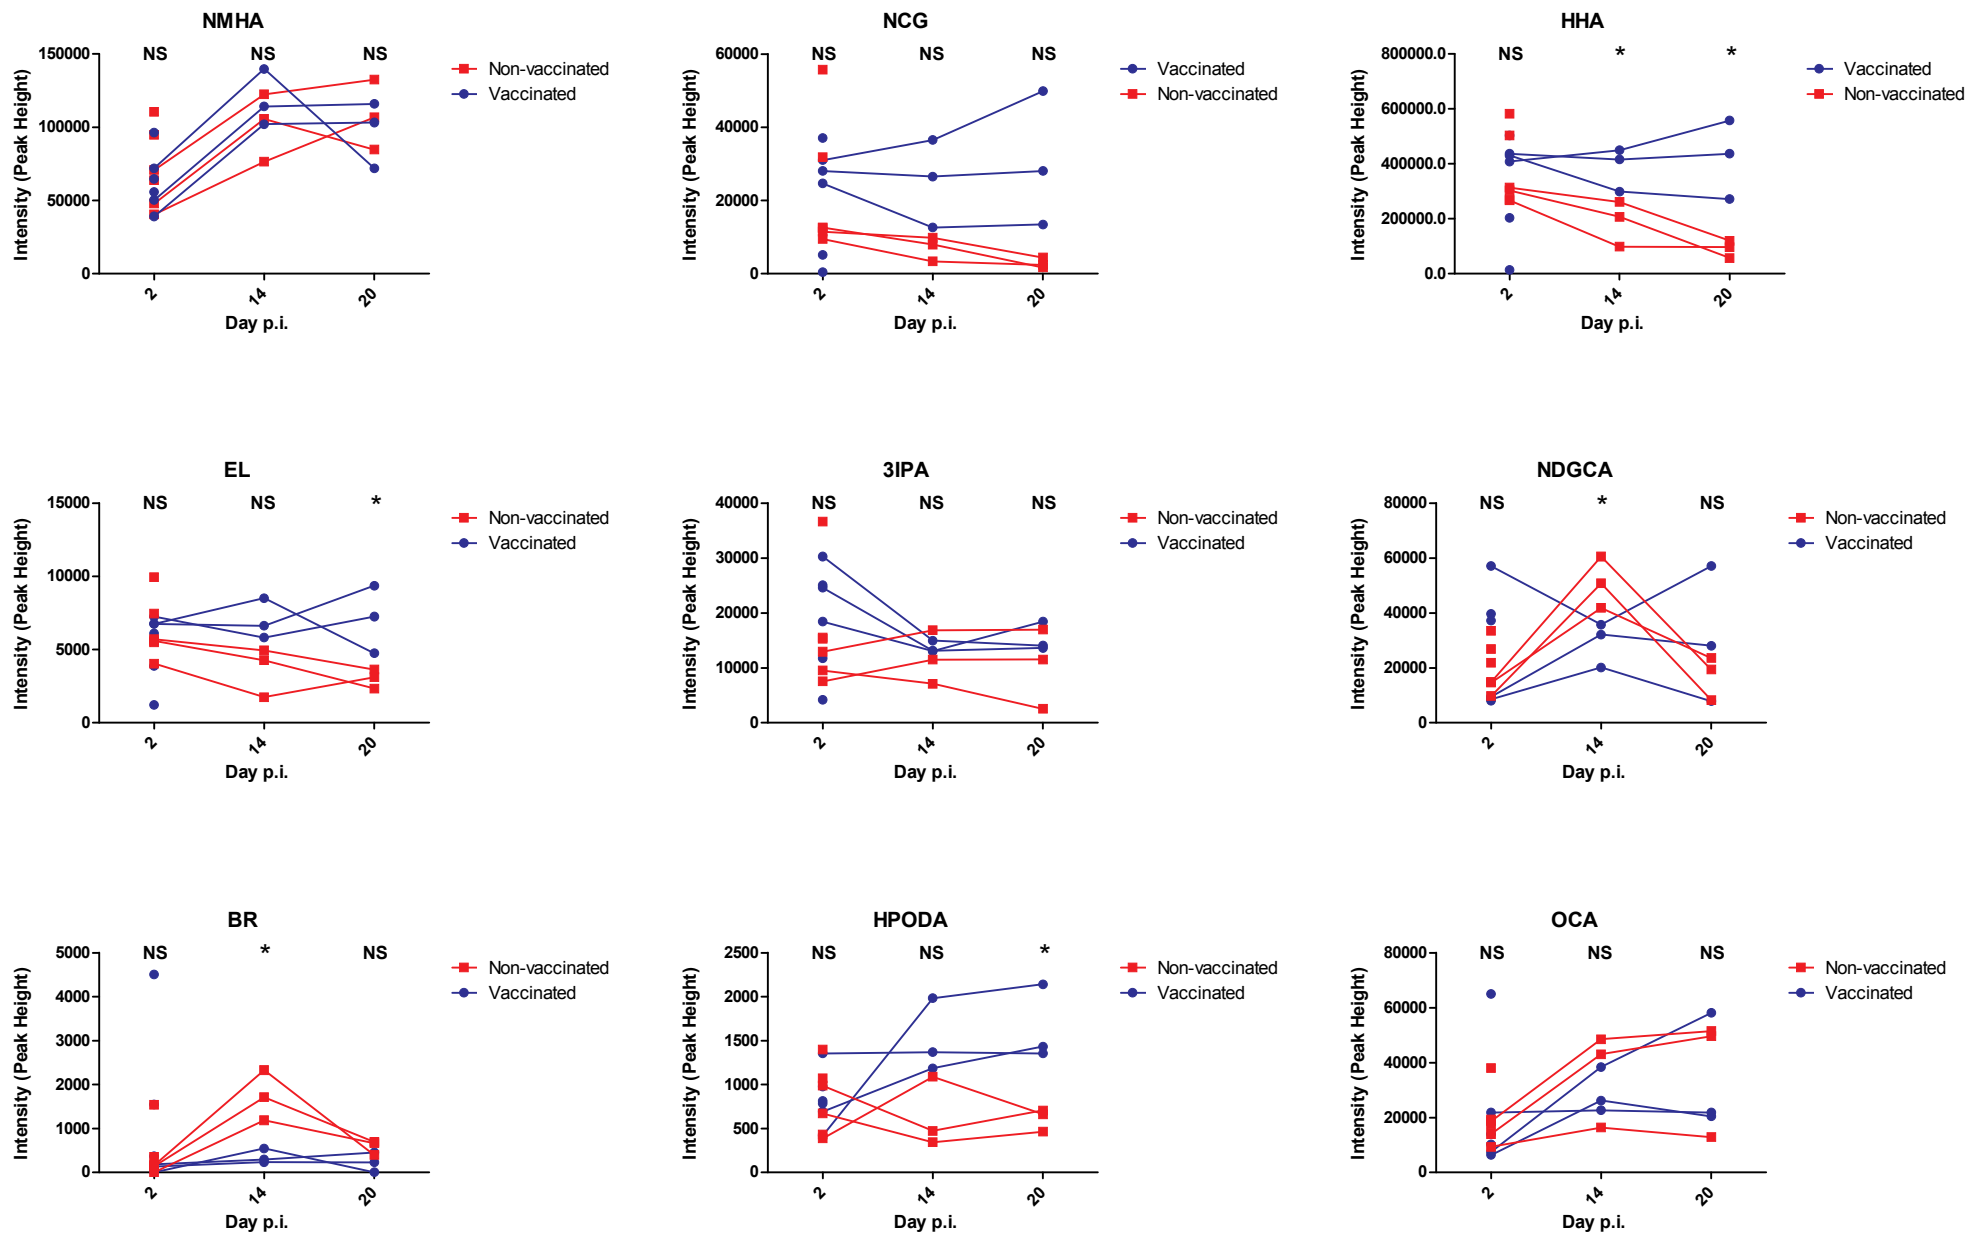 NMHA
NS NS NS
150000
100000
50000
0
Intensity (Peak Height)
2 14 20
Day p.i.
Non-vaccinated
Vaccinated
NCG
NS NS NS
60000
40000
20000
0
Intensity (Peak Height)
2 14 20
Day p.i.
Vaccinated
Non-vaccinated
HHA
NS * *
800000.0
600000.0
400000.0
200000.0
0.0
Intensity (Peak Height)
2 14 20
Day p.i.
Vaccinated
Non-vaccinated
EL
NS NS *
15000
10000
5000
0
Intensity (Peak Height)
2 14 20
Day p.i.
Non-vaccinated
Vaccinated
3IPA
NS NS NS
40000
30000
20000
10000
0
Intensity (Peak Height)
2 14 20
Day p.i.
Non-vaccinated
Vaccinated
NDGCA
NS * NS
80000
60000
40000
20000
0
Intensity (Peak Height)
2 14 20
Day p.i.
Non-vaccinated
Vaccinated
BR
NS * NS
5000
4000
3000
2000
1000
0
Intensity (Peak Height)
2 14 20
Day p.i.
Non-vaccinated
Vaccinated
HPODA
NS NS *
2500
2000
1500
1000
500
0
Intensity (Peak Height)
2 14 20
Day p.i.
Non-vaccinated
Vaccinated
OCA
NS NS NS
80000
60000
40000
20000
0
Intensity (Peak Height)
2 14 20
Day p.i.
Non-vaccinated
Vaccinated